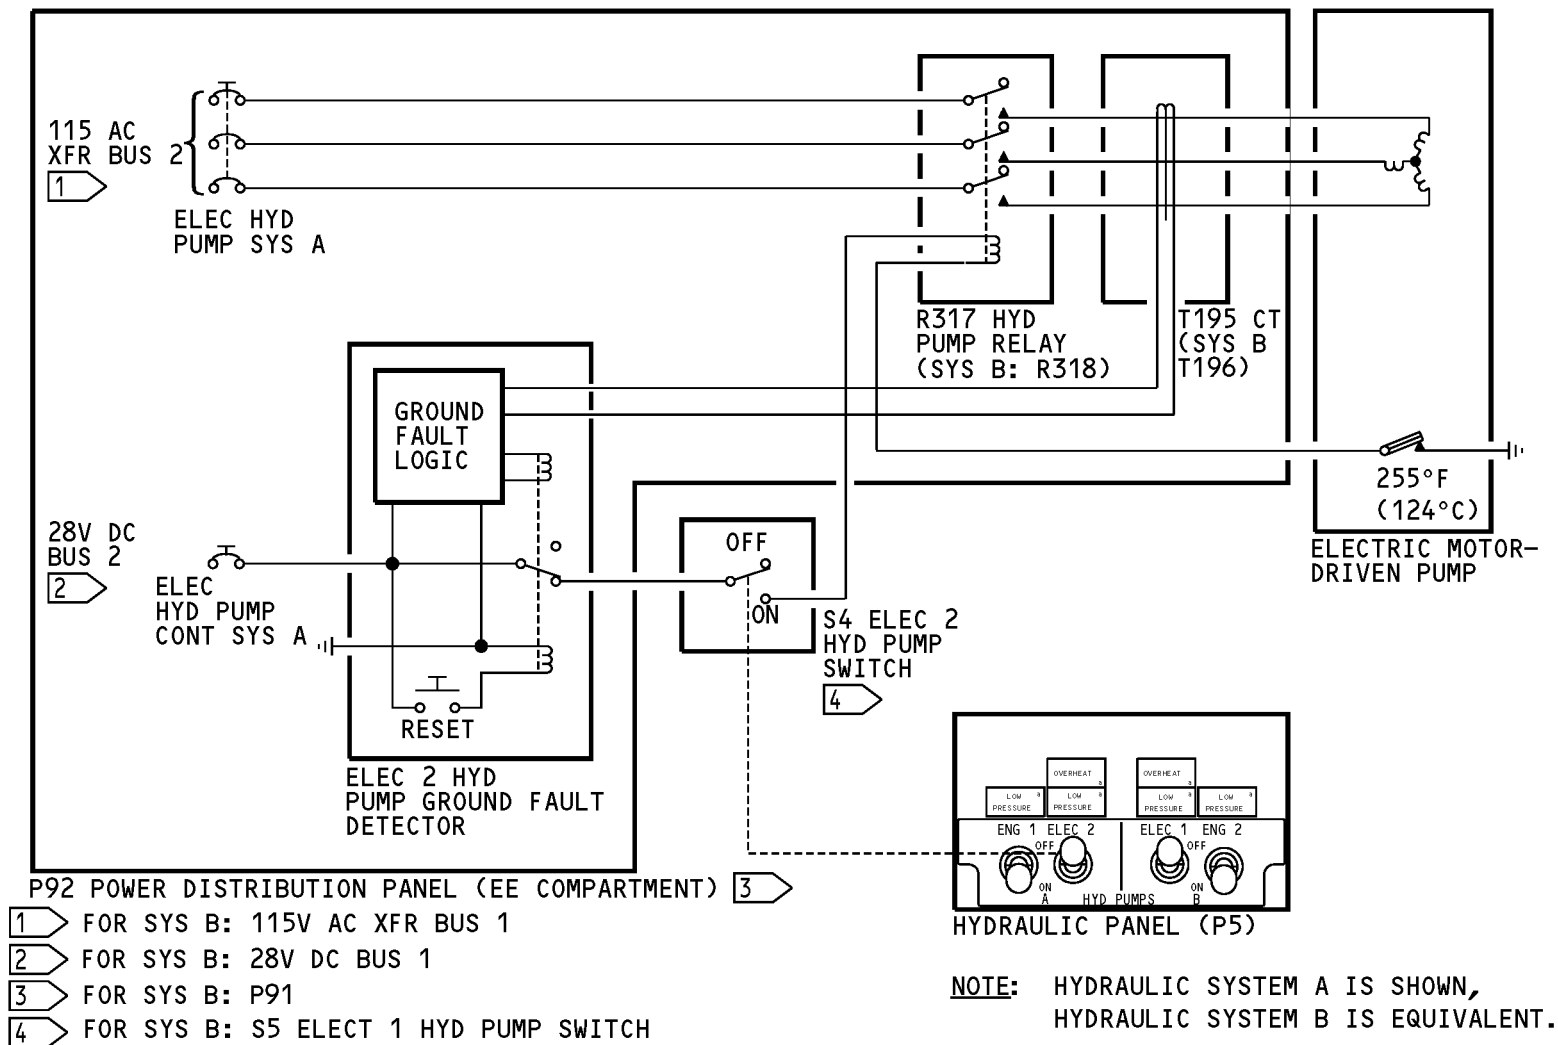 115 AC
XFR BUS 2
1
ELEC HYD
PUMP SYS A
R317 HYD
PUMP RELAY
(SYS B: R318)
T195 CT
(SYS B
T196)
GROUND
FAULT
LOGIC
255°F
(124°C)
ELECTRIC MOTOR-
DRIVEN PUMP
28V DC
BUS 2
2
ELEC
HYD PUMP
CONT SYS A
OFF
ON
S4 ELEC 2
HYD PUMP
SWITCH
4
RESET
ELEC 2 HYD
PUMP GROUND FAULT
DETECTOR
OVERHEAT a
OVERHEAT a
LOW a
PRESSURE
LOW
PRESSURE a
LOW a
PRESSURE
LOW a
PRESSURE
ENG 1 ELEC 2 ELEC 1 ENG 2
OFF OFF
ON ON
A HYD PUMPS B
HYDRAULIC PANEL (P5)
P92 POWER DISTRIBUTION PANEL (EE COMPARTMENT) 3
1 FOR SYS B: 115V AC XFR BUS 1
2 FOR SYS B: 28V DC BUS 1
3 FOR SYS B: P91
4 FOR SYS B: S5 ELECT 1 HYD PUMP SWITCH
NOTE: HYDRAULIC SYSTEM A IS SHOWN,
HYDRAULIC SYSTEM B IS EQUIVALENT.